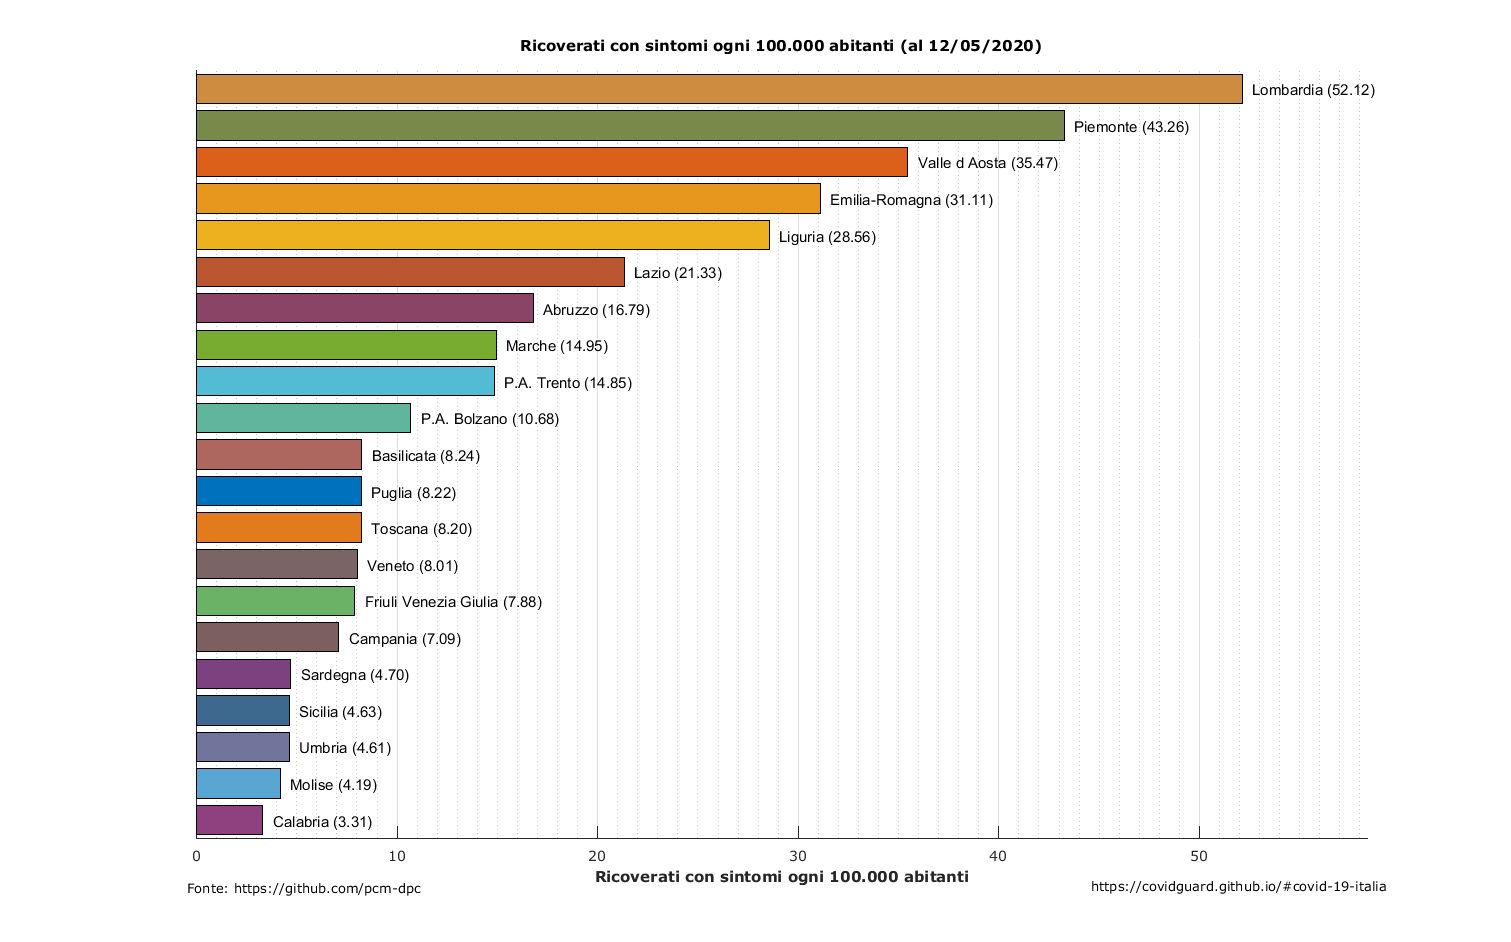 Ricoverati con sintomi ogni 100.000 abitanti (al 12/05/2020)
Lombardia (52.12)
Piemonte (43.26)
Valle d Aosta (35.47)
Emilia-Romagna (31.11)
Liguria (28.56)
Lazio (21.33)
Abruzzo (16.79)
Marche (14.95)
P.A. Trento (14.85)
P.A. Bolzano (10.68)
Basilicata (8.24)
Puglia (8.22)
Toscana (8.20)
Veneto (8.01)
Friuli Venezia Giulia (7.88)
Campania (7.09)
Sardegna (4.70)
Sicilia (4.63)
Umbria (4.61)
Molise (4.19)
Calabria (3.31)
0 10 20 30 40 50
Ricoverati con sintomi ogni 100.000 abitanti
Fonte: https://github.com/pcm-dpc
https://covidguard.github.io/#covid-19-italia